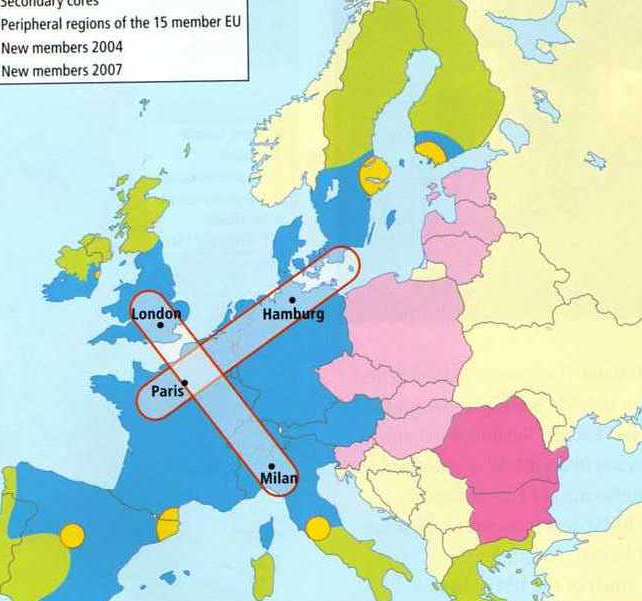 Secondary cores
Peripheral regions of the 15 member EU
New members 2004
New members 2007
London
Hamburg
Paris
Milan